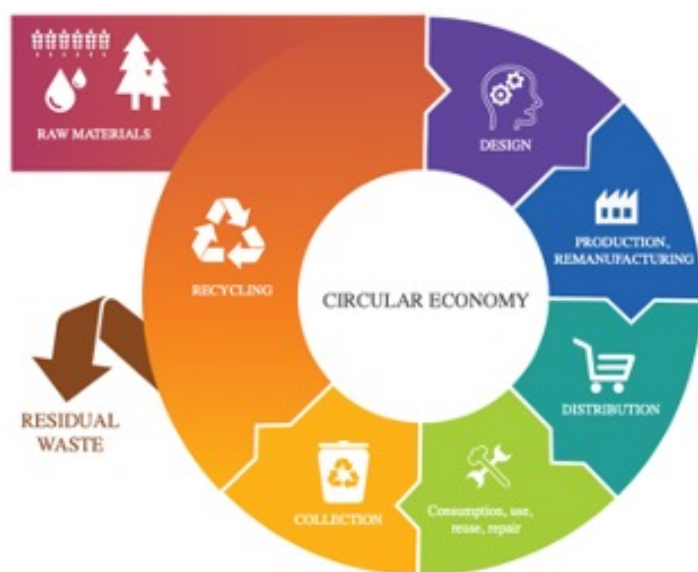 RAW MATERIALS
DESIGN
PRODUCTION,
REMANUFACTURING
RECYCLING
CIRCULAR ECONOMY
DISTRIBUTION
RESIDUAL
WASTE
COLLECTION
Consumption, use,
reuse, repair